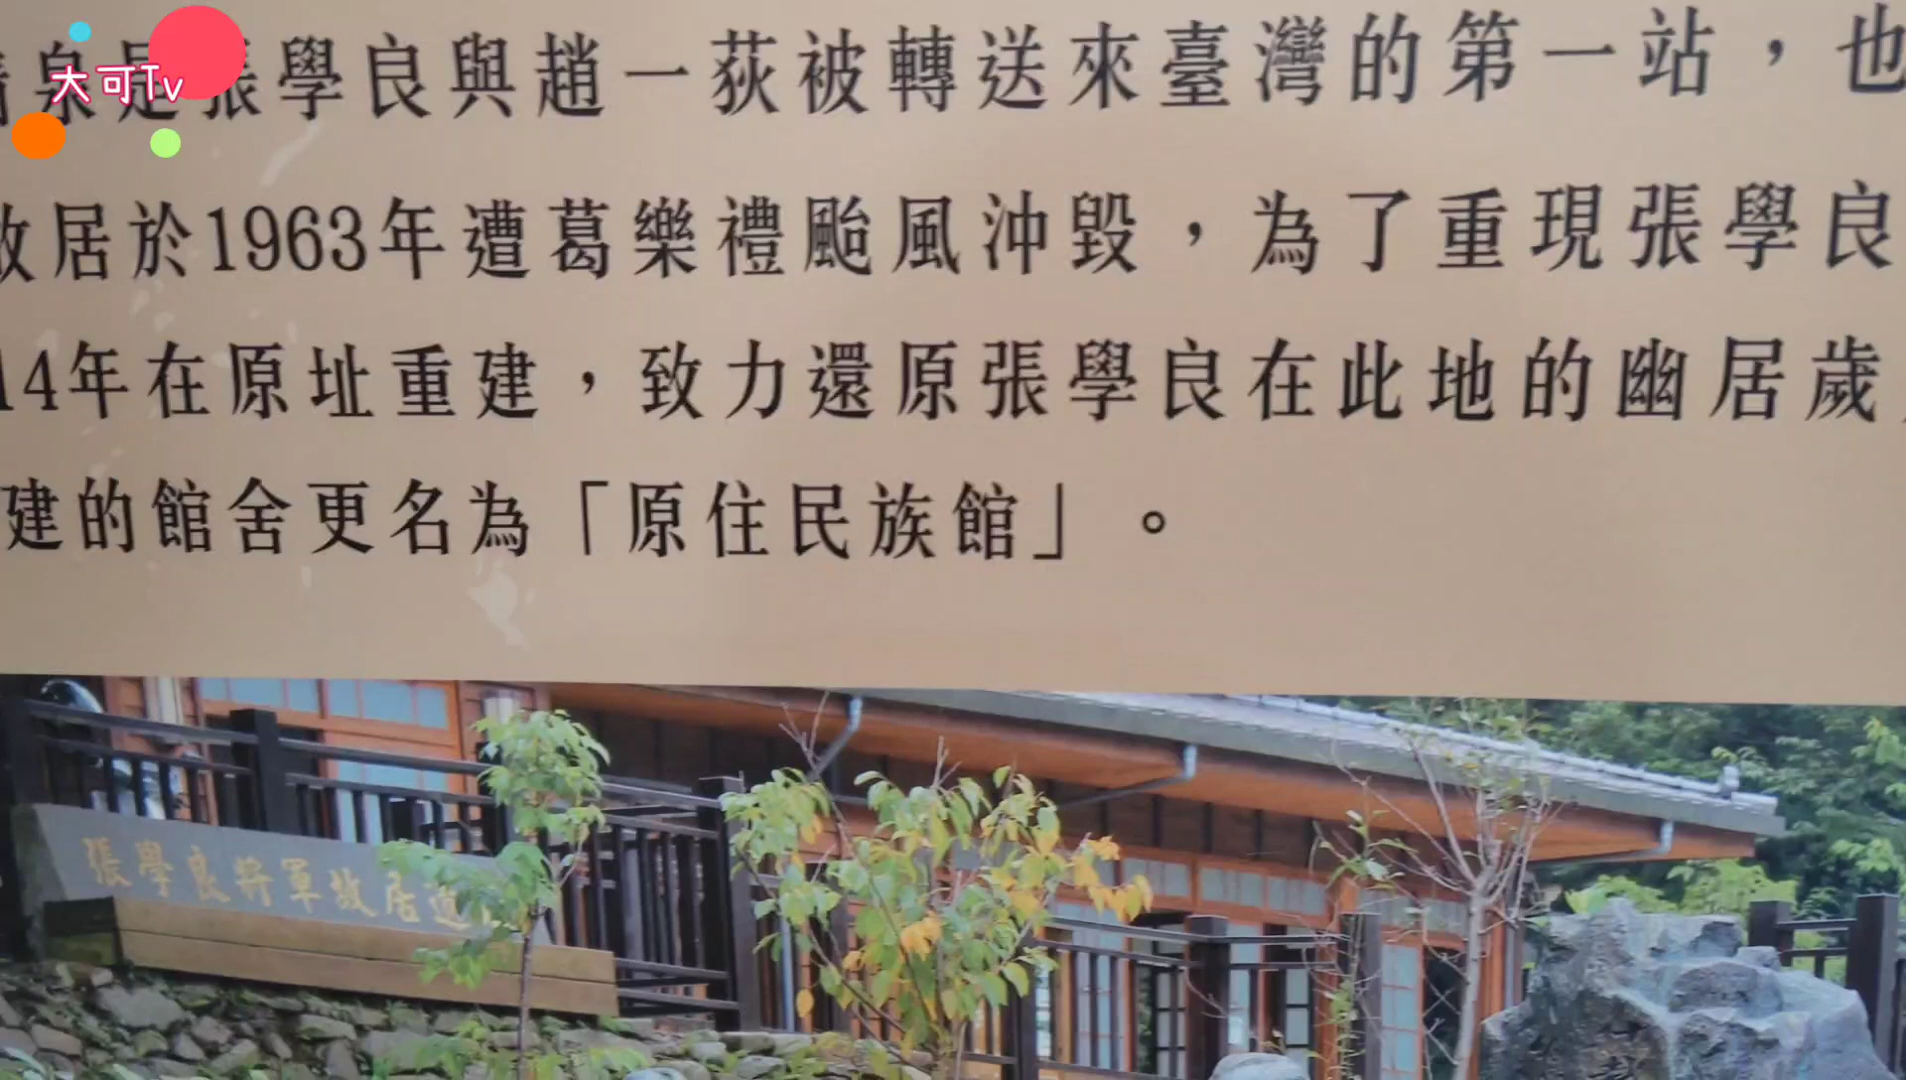 大可Tv
泉是張學良與趙一荻被轉送來臺灣的第一站，也
故居於1963年遭葛樂禮颱風沖毀，為了重現張學良
14年在原址重建，致力還原張學良在此地的幽居歲
建的館舍更名為「原住民族館」。
張學良將軍故居